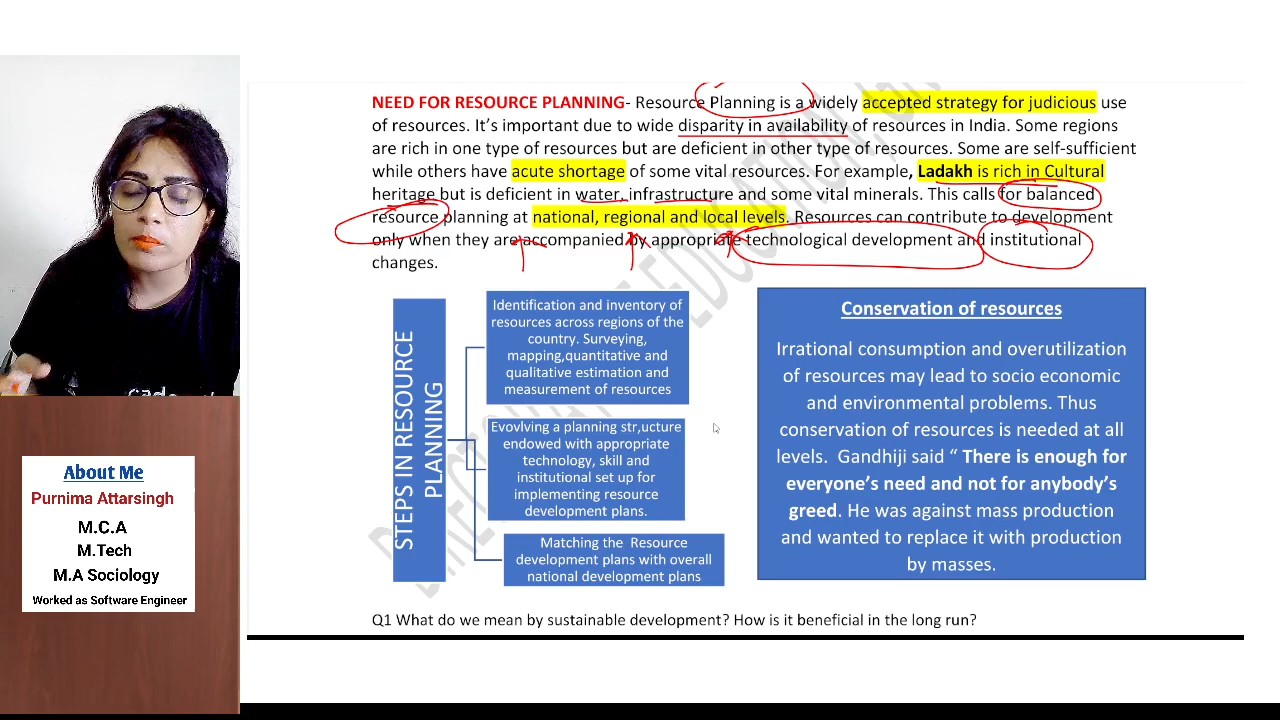 NEED FOR RESOURCE PLANNING- Resource Planning is a widely accepted strategy for judicious use
of resources. It's important due to wide disparity in availability of resources in India. Some regions
are rich in one type of resources but are deficient in other type of resources. Some are self-sufficient
while others have acute shortage of some vital resources. For example, Ladakh is rich in Cultural
heritage but is deficient in water, infrastructure and some vital minerals. This calls for balanced
resource planning at national, regional and local levels. Resources can contribute to development
only when they are accompanied by appropriate technological development and institutional
changes.
STEPS IN RESOURCE
PLANNING
Identification and inventory of
resources across regions of the
country. Surveying,
mapping,quantitative and
qualitative estimation and
measurement of resources
Evovlving a planning str,ucture
endowed with appropriate
technology, skill and
institutional set up for
implementing resource
development plans.
Matching the Resource
development plans with overall
national development plans
Conservation of resources
Irrational consumption and overutilization
of resources may lead to socio economic
and environmental problems. Thus
conservation of resources is needed at all
levels. Gandhiji said “ There is enough for
everyone's need and not for anybody's
greed. He was against mass production
and wanted to replace it with production
by masses.
Q1 What do we mean by sustainable development? How is it beneficial in the long run?
About Me
Purnima Attarsingh
M.C.A
M.Tech
M.A Sociology
Worked as Software Engineer